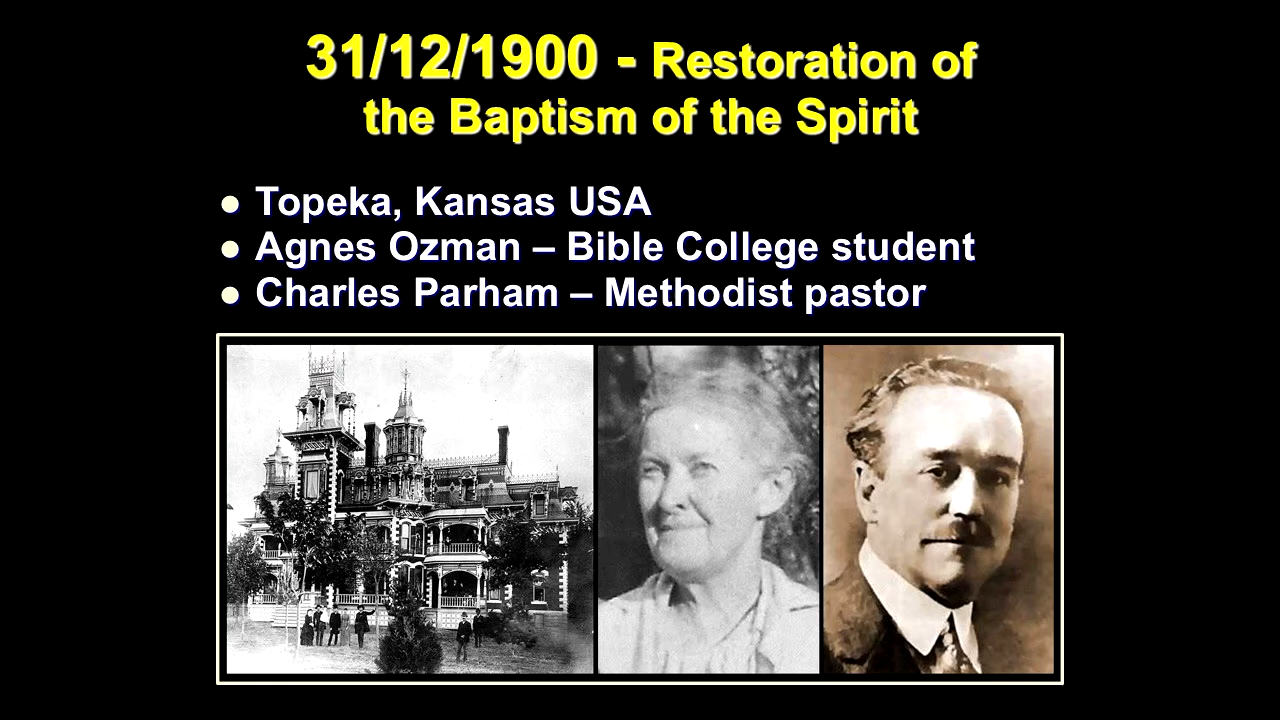 31/12/1900 - Restoration of
the Baptism of the Spirit
● Topeka, Kansas USA
● Agnes Ozman – Bible College student
● Charles Parham – Methodist pastor